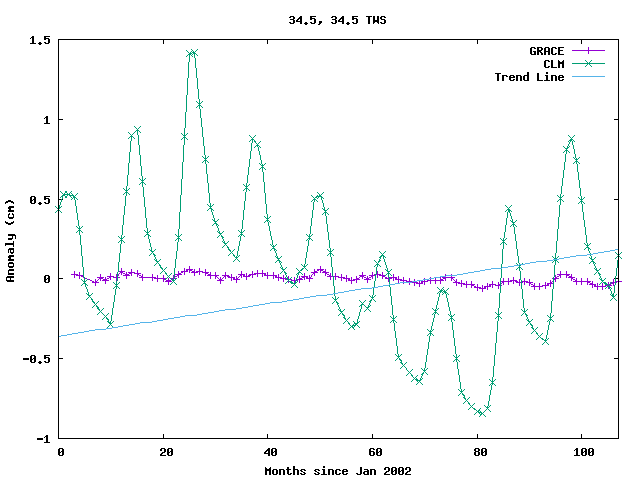 34.5, 34.5 TWS
GRACE
CLM
Trend Line
1.5
1
0.5
0
-0.5
-1
Anomaly (cm)
0 20 40 60 80 100
Months since Jan 2002